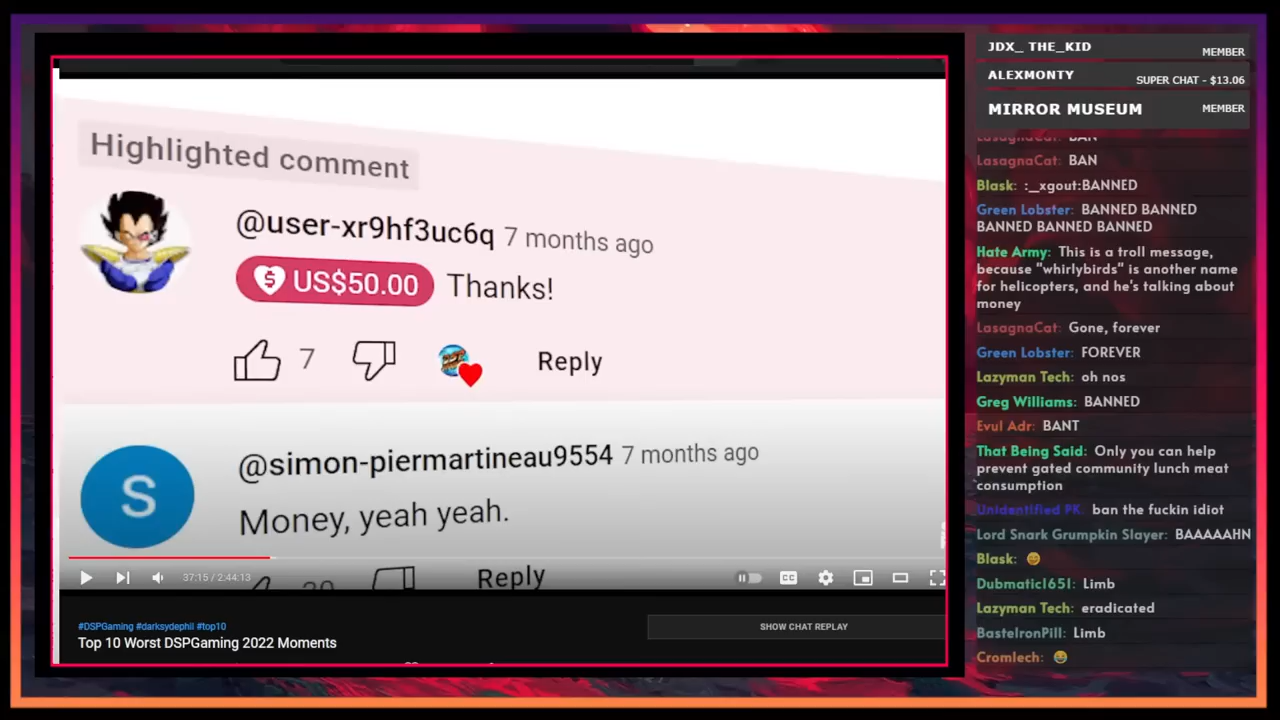 Highlighted comment
@user-xr9hf3uc6q 7 months ago
US$50.00 Thanks!
7
Reply
@simon-piermartineau9554 7 months ago
S
Money, yeah yeah.
Reply
37:15 / 2:44:13
CC
#DSPGaming #darksydephil #top10
Top 10 Worst DSPGaming 2022 Moments
SHOW CHAT REPLAY
JDX_ THE_KID MEMBER
ALEXMONTY SUPER CHAT - $13.06
MIRROR MUSEUM MEMBER
LasagnaCat: BAN
LasagnaCat: BAN
Blask: :_xgout:BANNED
Green Lobster: BANNED BANNED
BANNED BANNED BANNED BANNED
Hate Army: This is a troll message,
because "whirlybirds" is another name
for helicopters, and he's talking about
money
LasagnaCat: Gone, forever
Green Lobster: FOREVER
Lazyman Tech: oh nos
Greg Williams: BANNED
Evul Adr: BANT
That Being Said: Only you can help
prevent gated community lunch meat
consumption
Unidentified PK: ban the fuckin idiot
Lord Snark Grumpkin Slayer: BAAAAAHN
Blask:
Dubmatic1651: Limb
Lazyman Tech: eradicated
BasteIronPill: Limb
Cromlech: